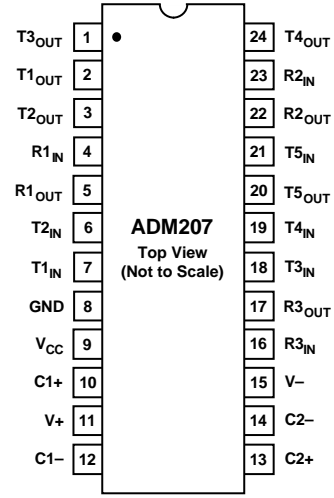 T3OUT 1 24 T4OUT
T1OUT 2 23 R2IN
T2OUT 3 22 R2OUT
R1IN 4 21 T5IN
R1OUT 5 20 T5OUT
T2IN 6 19 T4IN
T1IN 7 18 T3IN
GND 8 17 R3OUT
VCC 9 16 R3IN
C1+ 10 15 V–
V+ 11 14 C2–
C1– 12 13 C2+
ADM207
Top View
(Not to Scale)